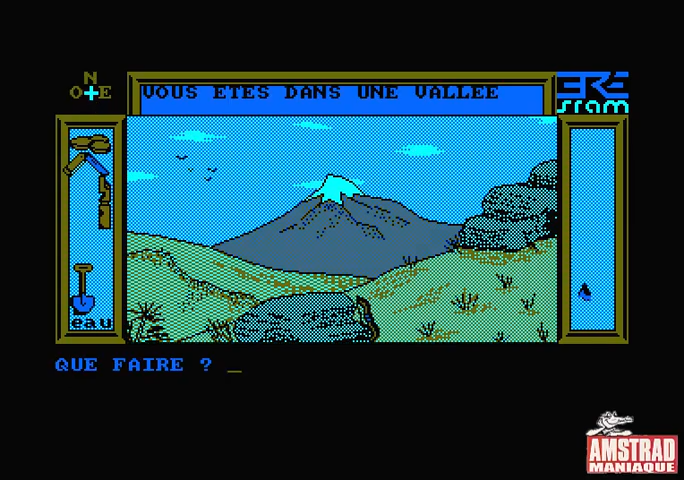 N
O E
VOUS ETES DANS UNE VALLEE
ERE
sram
eau
QUE FAIRE ? _
AMSTRAD
MANIAQUE